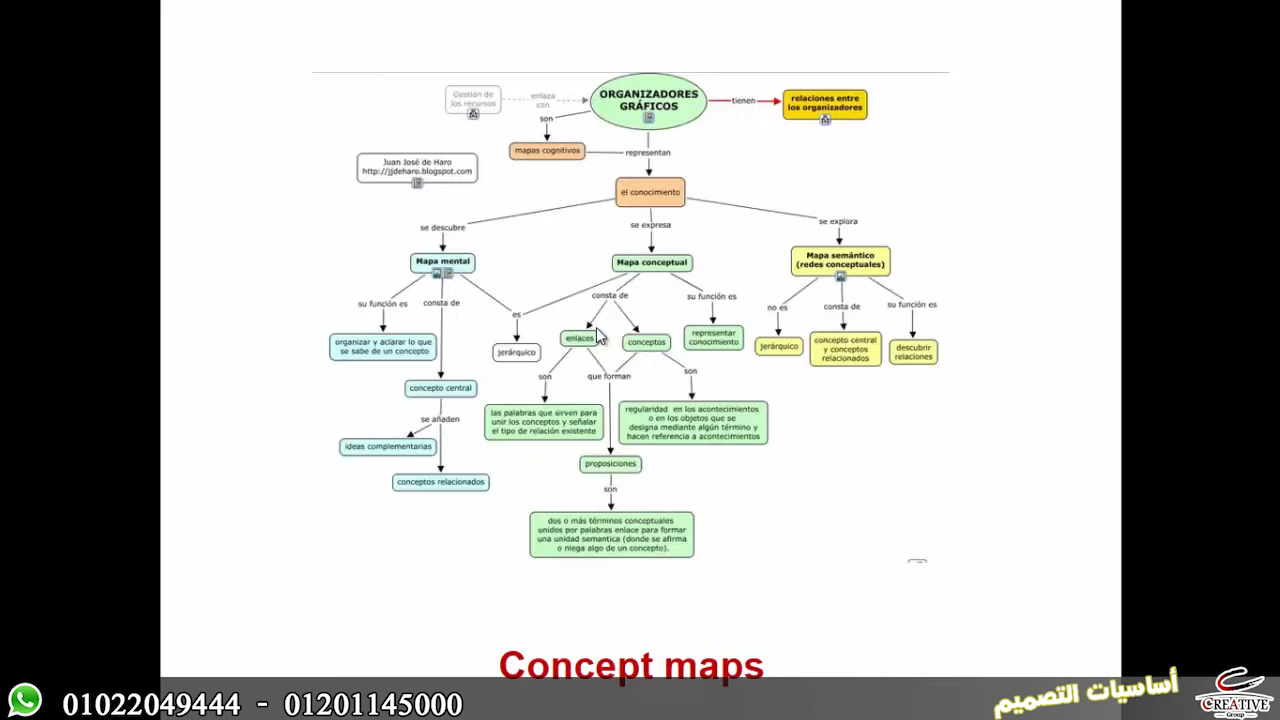 Gestión de
los recursos
enlaza
con
ORGANIZADORES
GRÁFICOS
tienen
relaciones entre
los organizadores
son
mapas cognitivos
representan
Juan José de Haro
http://jjdeharo.blogspot.com
el conocimiento
se descubre
se expresa
se explora
Mapa mental
Mapa conceptual
Mapa semántico
(redes conceptuales)
su función es
consta de
es
consta de
su función es
no es
consta de
su función es
organizar y aclarar lo que
se sabe de un concepto
jerárquico
enlaces
conceptos
representar
conocimiento
jerárquico
concepto central
y conceptos
relacionados
descubrir
relaciones
son
que forman
son
concepto central
se añaden
ideas complementarias
conceptos relacionados
las palabras que sirven para
unir los conceptos y señalar
el tipo de relación existente
regularidad en los acontecimientos
o en los objetos que se
designa mediante algún término y
hacen referencia a acontecimientos
proposiciones
son
dos o más términos conceptuales
unidos por palabras enlace para formar
una unidad semantica (donde se afirma
o niega algo de un concepto).
Concept maps
01022049444 - 01201145000
أساسيات التصميم
CREATIVE
Group